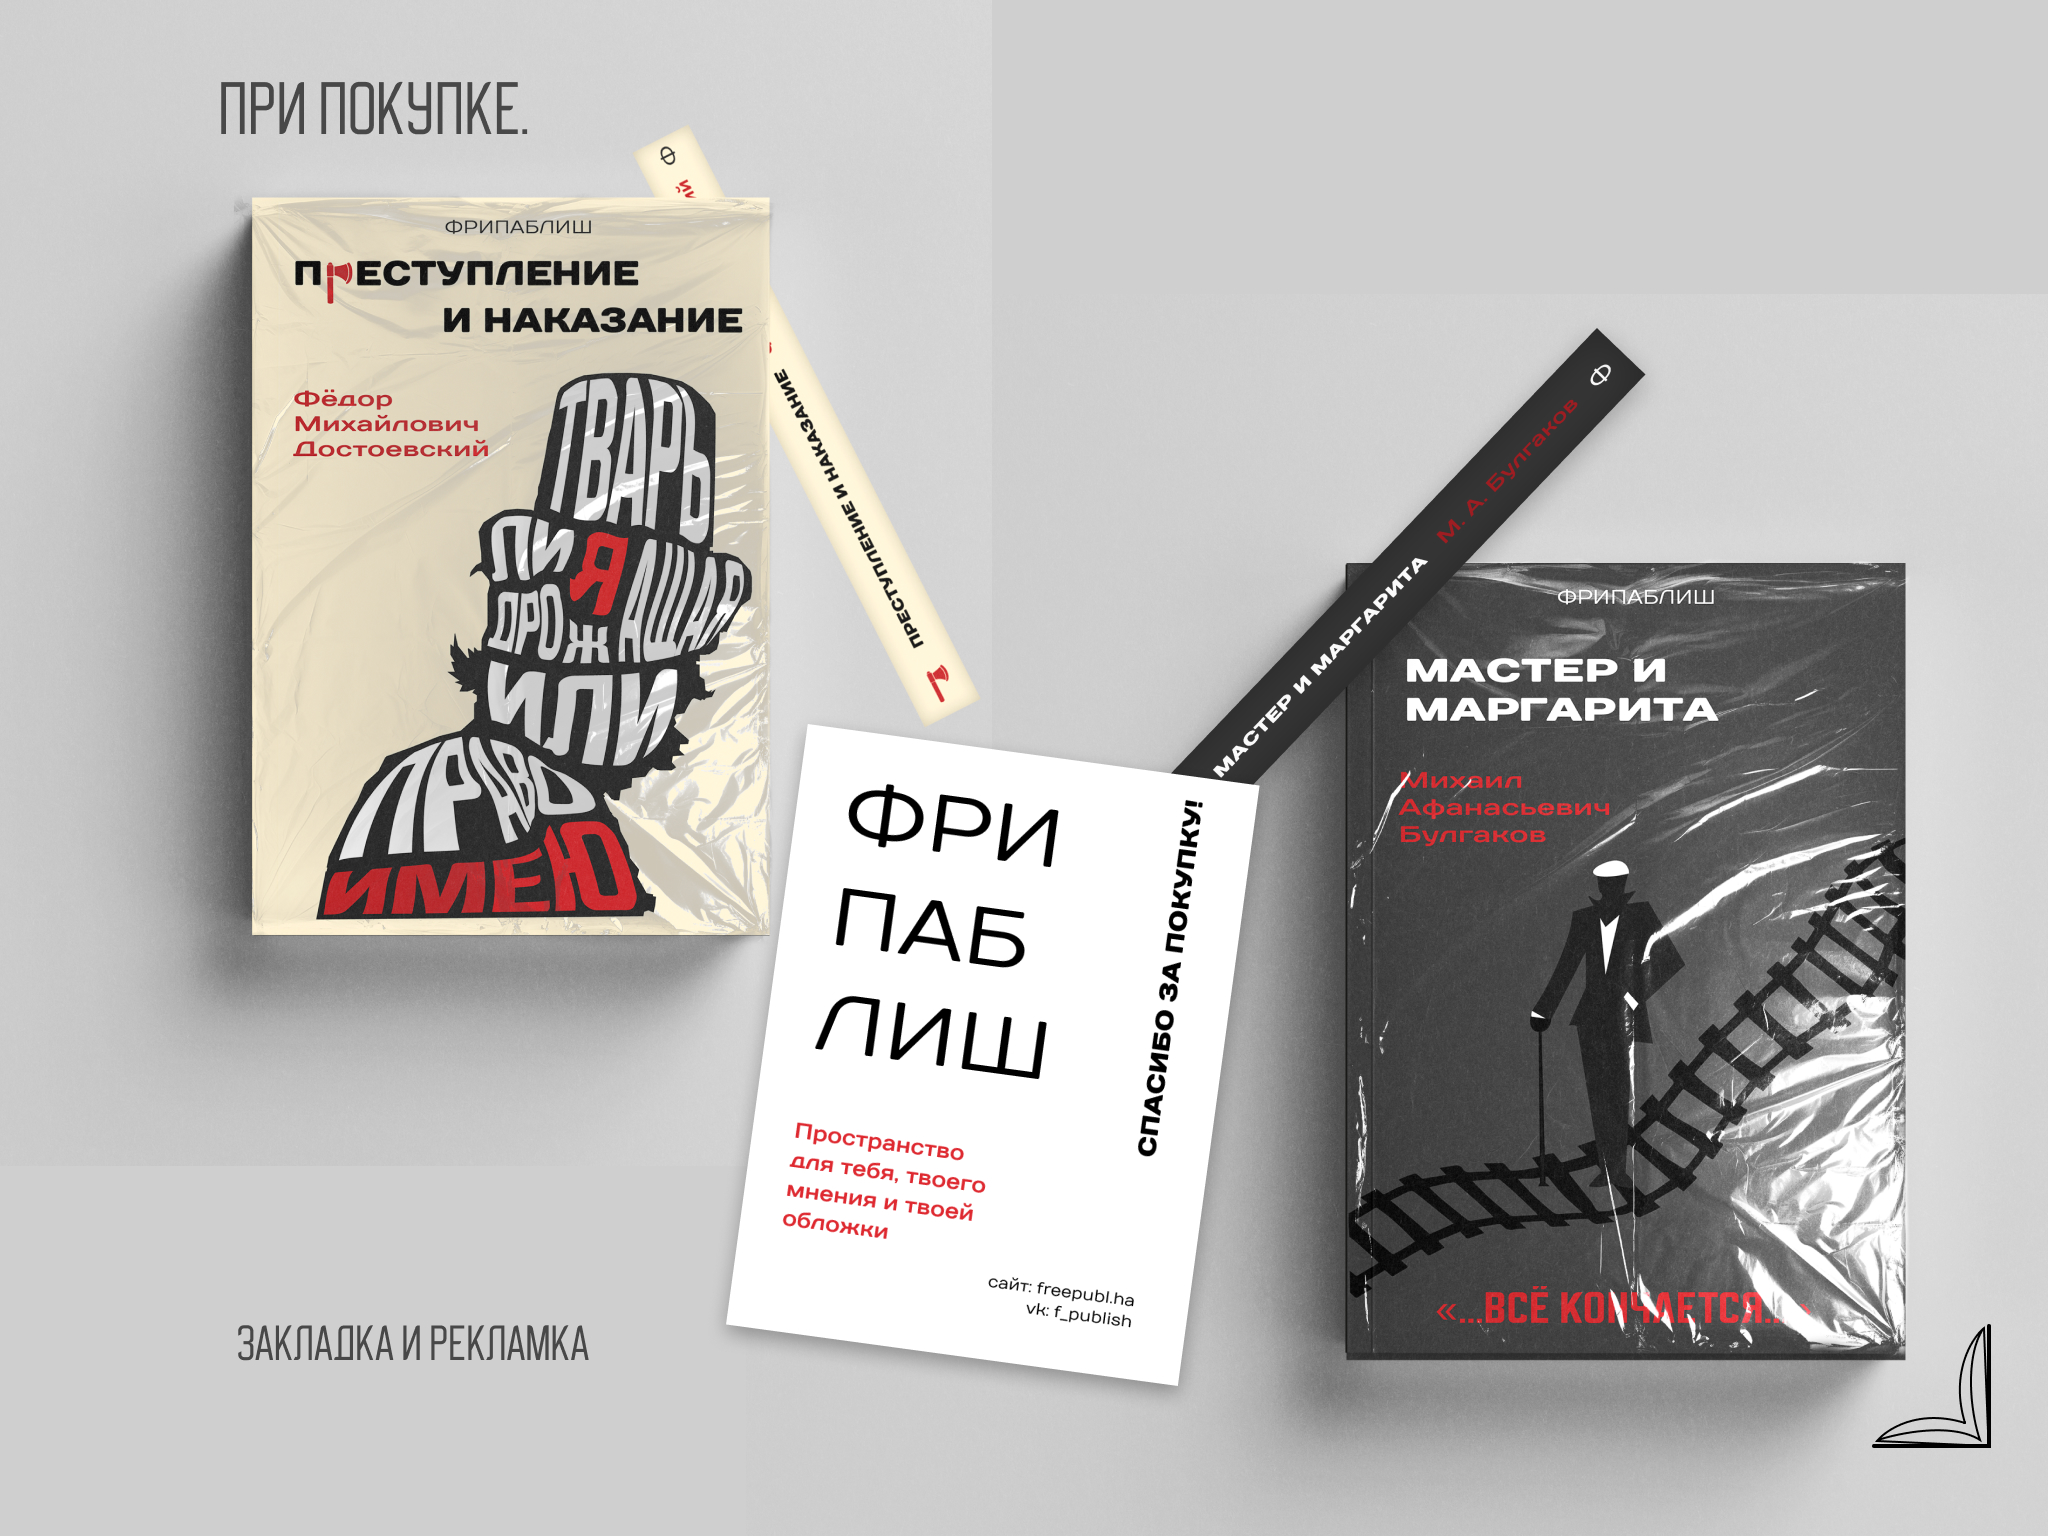 ПРИ ПОКУПКЕ.
Ф
ИЙ
ФРИПАБЛИШ
ПРЕСТУПЛЕНИЕ
И НАКАЗАНИЕ
Фёдор
Михайлович
Достоевский
ТВАРЬ
ЛИ Я
ДРОЖАЩАЯ
ИЛИ
ПРАВО
ИМЕЮ
ПРЕСТУПЛЕНИЕ И НАКАЗАНИЕ
МАСТЕР И МАРГАРИТА М. А. Булгаков Ф
ФРИПАБЛИШ
МАСТЕР И
МАРГАРИТА
Михаил
Афанасьевич
Булгаков
«...ВСЁ КОНЧАЕТСЯ...»
ФРИ
ПАБ
ЛИШ
СПАСИБО ЗА ПОКУПКУ!
Пространство
для тебя, твоего
мнения и твоей
обложки
сайт: freepubl.ha
vk: f_publish
ЗАКЛАДКА И РЕКЛАМКА